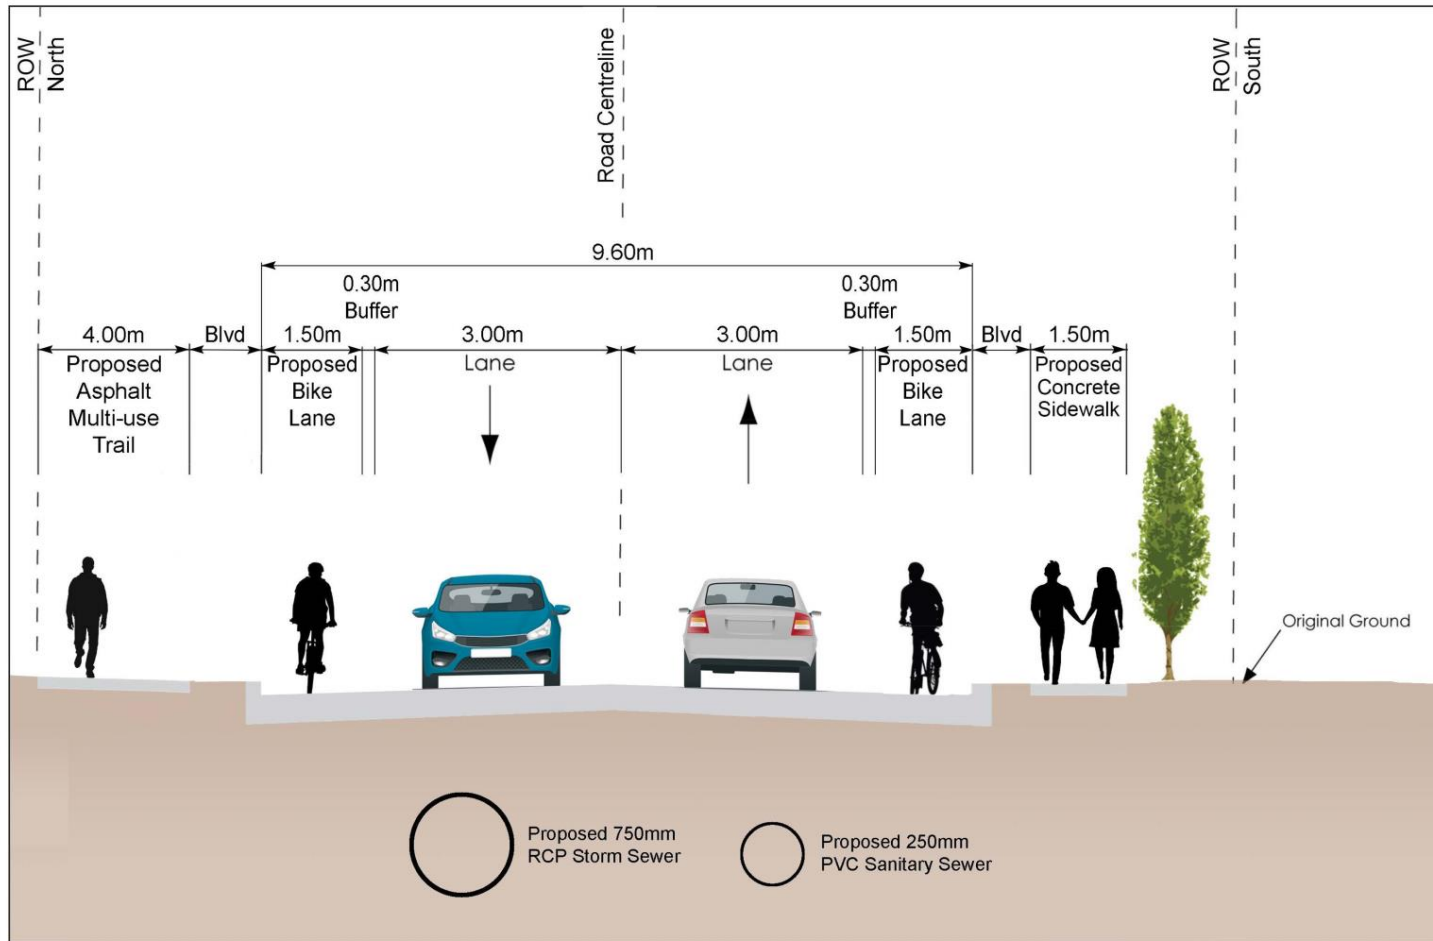 ROW
North
Road Centreline
ROW
South
9.60m
0.30m
Buffer
0.30m
Buffer
4.00m
Proposed
Asphalt
Multi-use
Trail
Blvd
1.50m
Proposed
Bike
Lane
3.00m
Lane
3.00m
Lane
1.50m
Proposed
Bike
Lane
Blvd
1.50m
Proposed
Concrete
Sidewalk
Original Ground
Proposed 750mm
RCP Storm Sewer
Proposed 250mm
PVC Sanitary Sewer